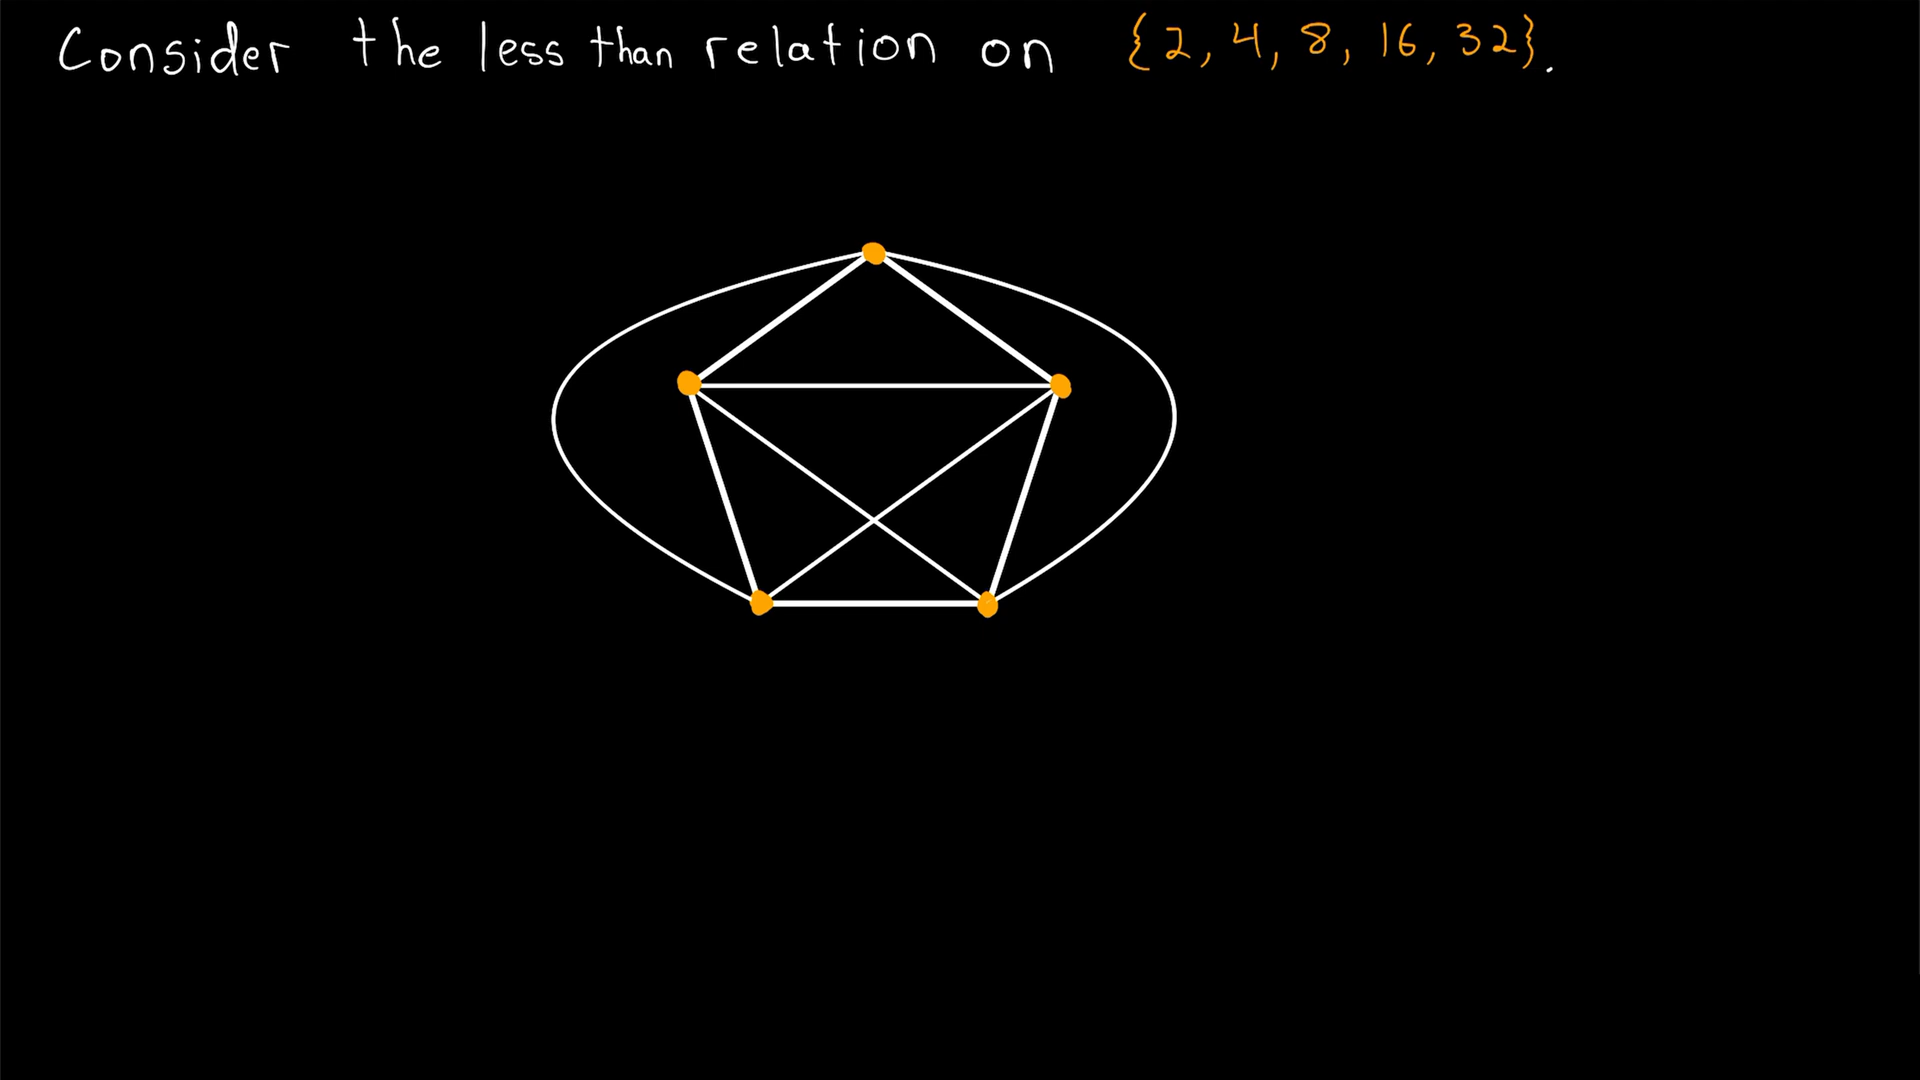 Consider the less than relation on {2, 4, 8, 16, 32}.